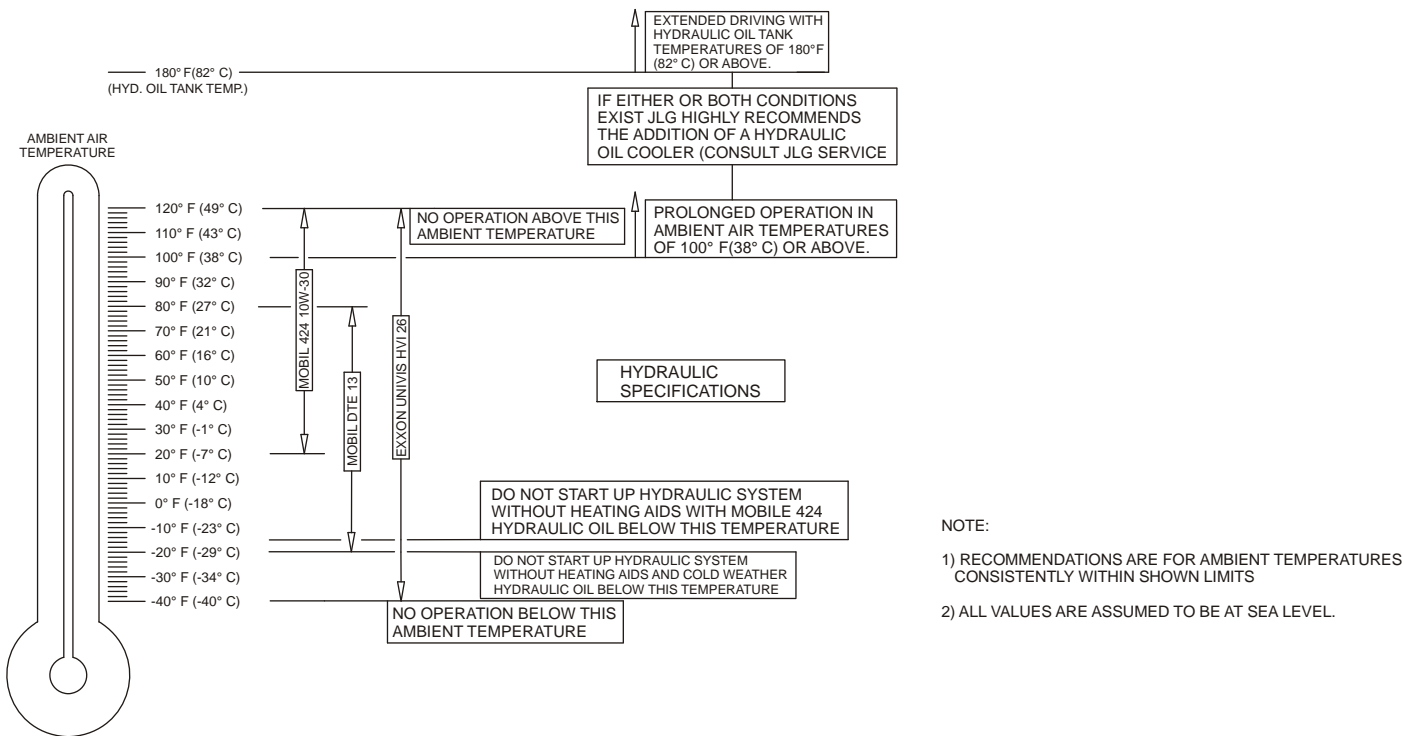 EXTENDED DRIVING WITH
HYDRAULIC OIL TANK
TEMPERATURES OF 180°F
(82° C) OR ABOVE.
180° F(82° C)
(HYD. OIL TANK TEMP.)
IF EITHER OR BOTH CONDITIONS
EXIST JLG HIGHLY RECOMMENDS
THE ADDITION OF A HYDRAULIC
OIL COOLER (CONSULT JLG SERVICE
AMBIENT AIR
TEMPERATURE
120° F (49° C)
110° F (43° C)
100° F (38° C)
90° F (32° C)
80° F (27° C)
70° F (21° C)
60° F (16° C)
50° F (10° C)
40° F (4° C)
30° F (-1° C)
20° F (-7° C)
10° F (-12° C)
0° F (-18° C)
-10° F (-23° C)
-20° F (-29° C)
-30° F (-34° C)
-40° F (-40° C)
MOBIL 424 10W-30
MOBIL DTE 13
EXXON UNIVIS HVI 26
NO OPERATION ABOVE THIS
AMBIENT TEMPERATURE
PROLONGED OPERATION IN
AMBIENT AIR TEMPERATURES
OF 100° F(38° C) OR ABOVE.
HYDRAULIC
SPECIFICATIONS
DO NOT START UP HYDRAULIC SYSTEM
WITHOUT HEATING AIDS WITH MOBILE 424
HYDRAULIC OIL BELOW THIS TEMPERATURE
DO NOT START UP HYDRAULIC SYSTEM
WITHOUT HEATING AIDS AND COLD WEATHER
HYDRAULIC OIL BELOW THIS TEMPERATURE
NO OPERATION BELOW THIS
AMBIENT TEMPERATURE
NOTE:
1) RECOMMENDATIONS ARE FOR AMBIENT TEMPERATURES
CONSISTENTLY WITHIN SHOWN LIMITS
2) ALL VALUES ARE ASSUMED TO BE AT SEA LEVEL.